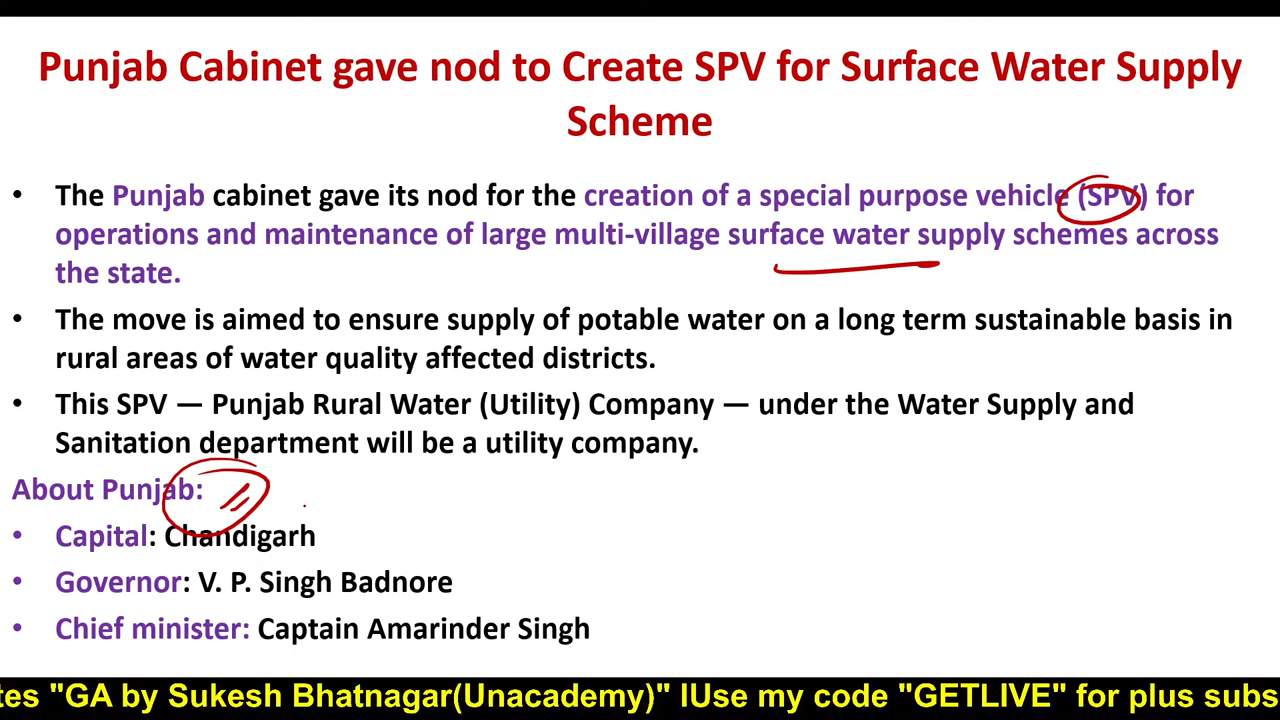 Punjab Cabinet gave nod to Create SPV for Surface Water Supply
Scheme
• The Punjab cabinet gave its nod for the creation of a special purpose vehicle (SPV) for
operations and maintenance of large multi-village surface water supply schemes across
the state.
• The move is aimed to ensure supply of potable water on a long term sustainable basis in
rural areas of water quality affected districts.
• This SPV — Punjab Rural Water (Utility) Company — under the Water Supply and
Sanitation department will be a utility company.
About Punjab:
• Capital: Chandigarh
• Governor: V. P. Singh Badnore
• Chief minister: Captain Amarinder Singh
tes "GA by Sukesh Bhatnagar(Unacademy)" lUse my code "GETLIVE" for plus subs